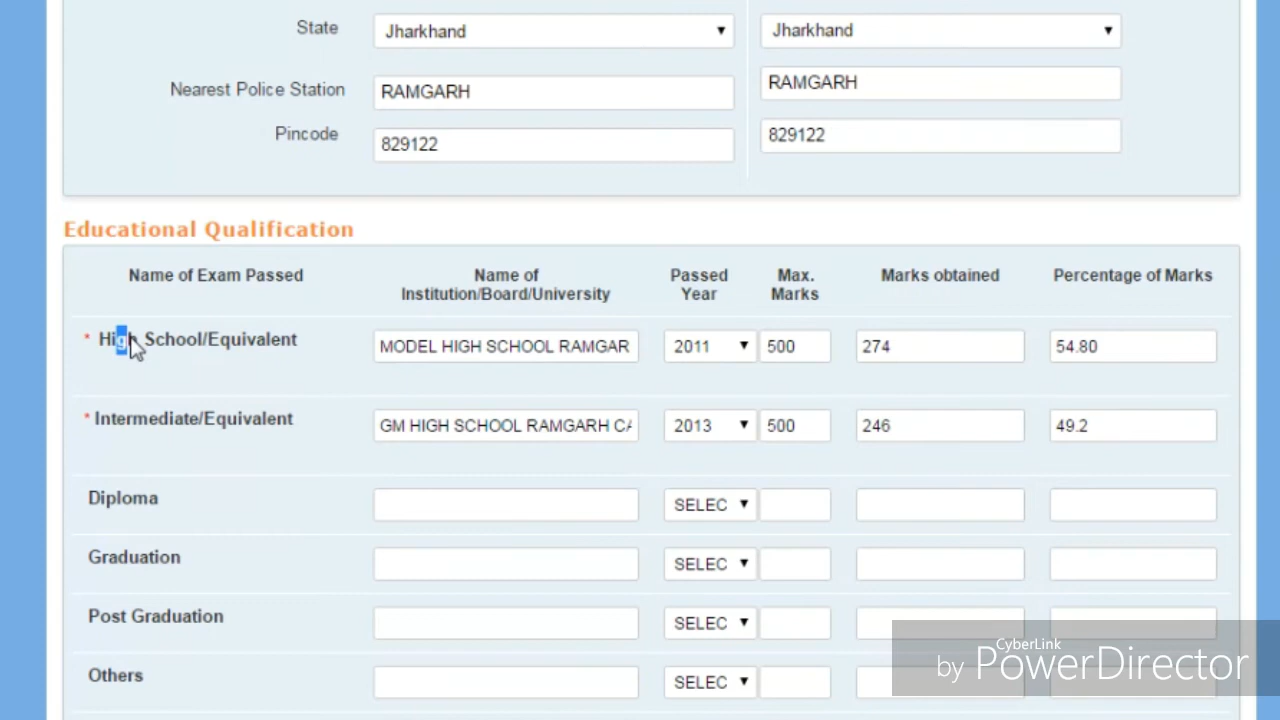 State Jharkhand Jharkhand
Nearest Police Station RAMGARH RAMGARH
Pincode 829122 829122
Educational Qualification
Name of Exam Passed Name of Institution/Board/University Passed Year Max. Marks Marks obtained Percentage of Marks
* High School/Equivalent MODEL HIGH SCHOOL RAMGAR 2011 500 274 54.80
* Intermediate/Equivalent GM HIGH SCHOOL RAMGARH CA 2013 500 246 49.2
Diploma SELEC
Graduation SELEC
Post Graduation SELEC
Others SELEC
CyberLink
by PowerDirector